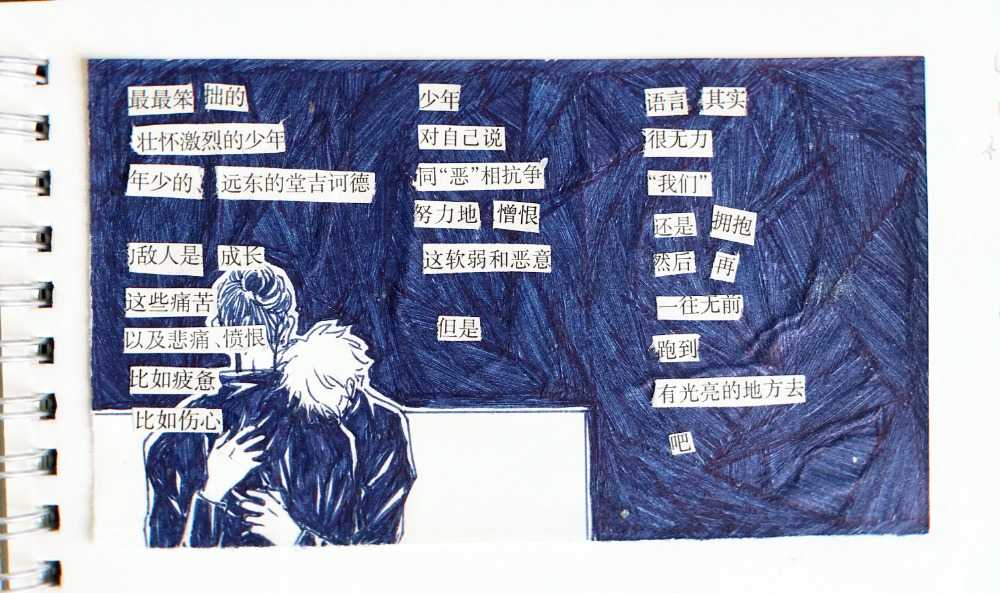 最最笨 拙的
壮怀激烈的少年
年少的、远东的堂吉诃德
敌人是 成长
这些痛苦
以及悲痛、愤恨
比如疲惫
比如伤心
少年
对自己说
同“恶”相抗争
努力地 憎恨
这软弱和恶意
但是
语言 其实
很无力
“我们”
还是 拥抱
然后 再
一往无前
跑到
有光亮的地方去
吧